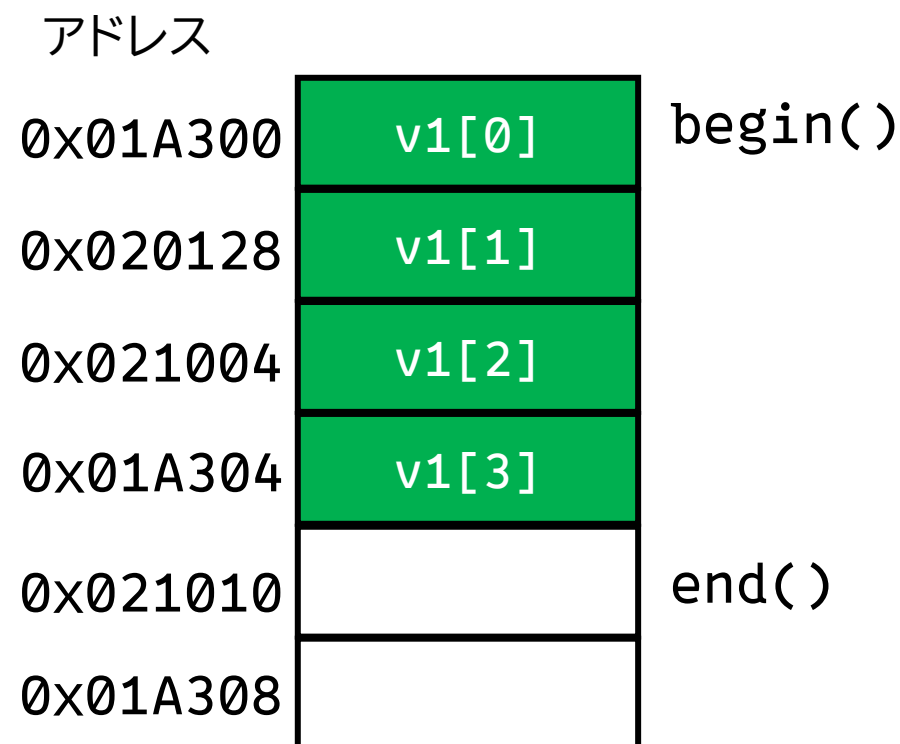 アドレス
0x01A300 v1[0] begin()
0x020128 v1[1]
0x021004 v1[2]
0x01A304 v1[3]
0x021010 end()
0x01A308